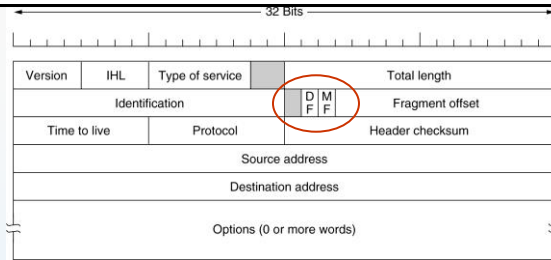 32 Bits
Version IHL Type of service Total length
Identification D F M F Fragment offset
Time to live Protocol Header checksum
Source address
Destination address
Options (0 or more words)